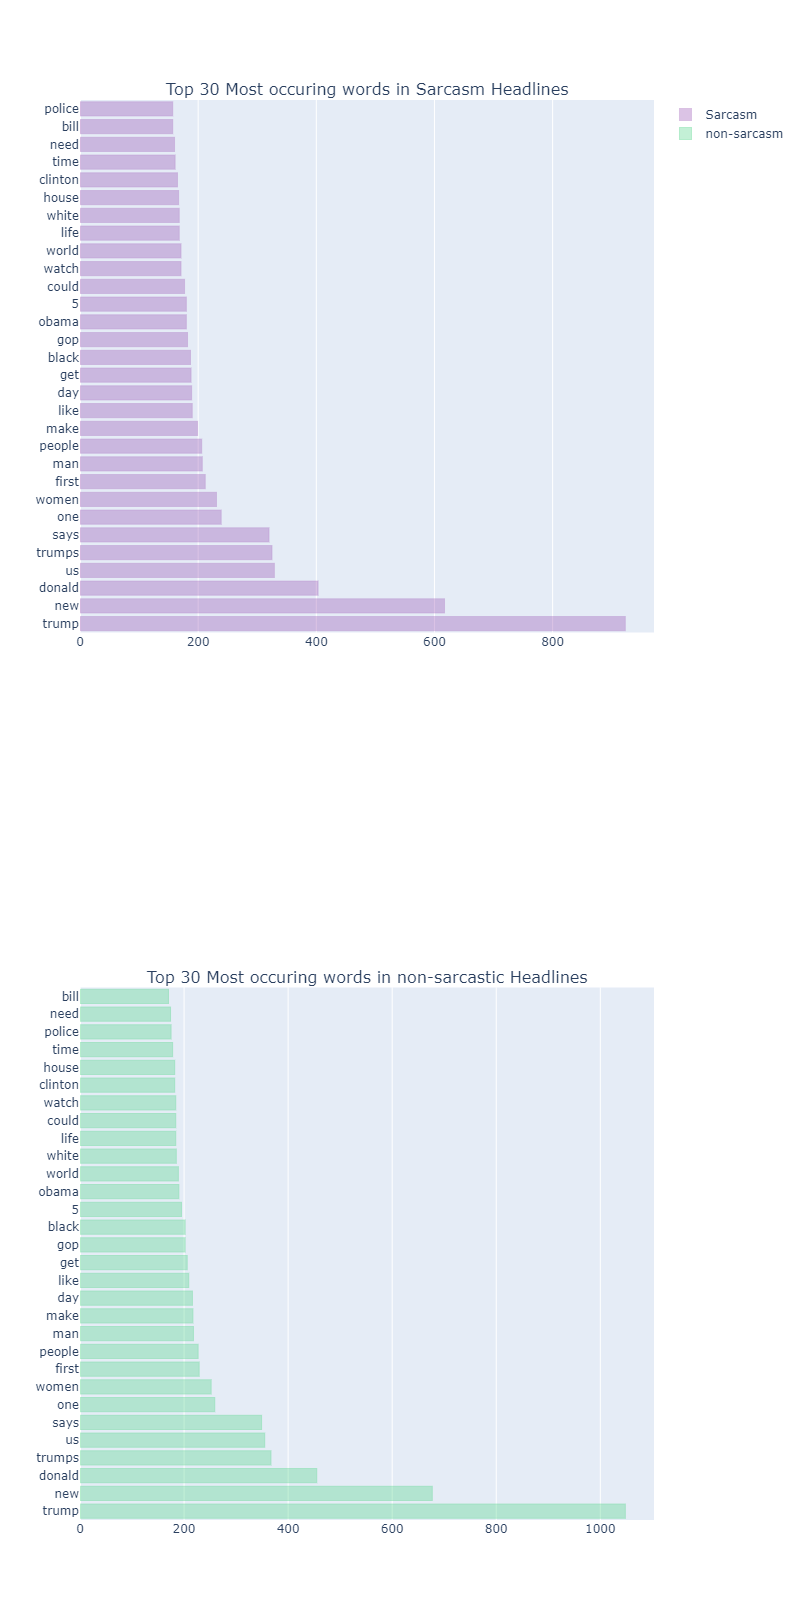 Top 30 Most occuring words in Sarcasm Headlines
police
bill
need
time
clinton
house
white
life
world
watch
could
5
obama
gop
black
get
day
like
make
people
man
first
women
one
says
trumps
us
donald
new
trump
0 200 400 600 800
Sarcasm
non-sarcasm
Top 30 Most occuring words in non-sarcastic Headlines
bill
need
police
time
house
clinton
watch
could
life
white
world
obama
5
black
gop
get
like
day
make
man
people
first
women
one
says
us
trumps
donald
new
trump
0 200 400 600 800 1000